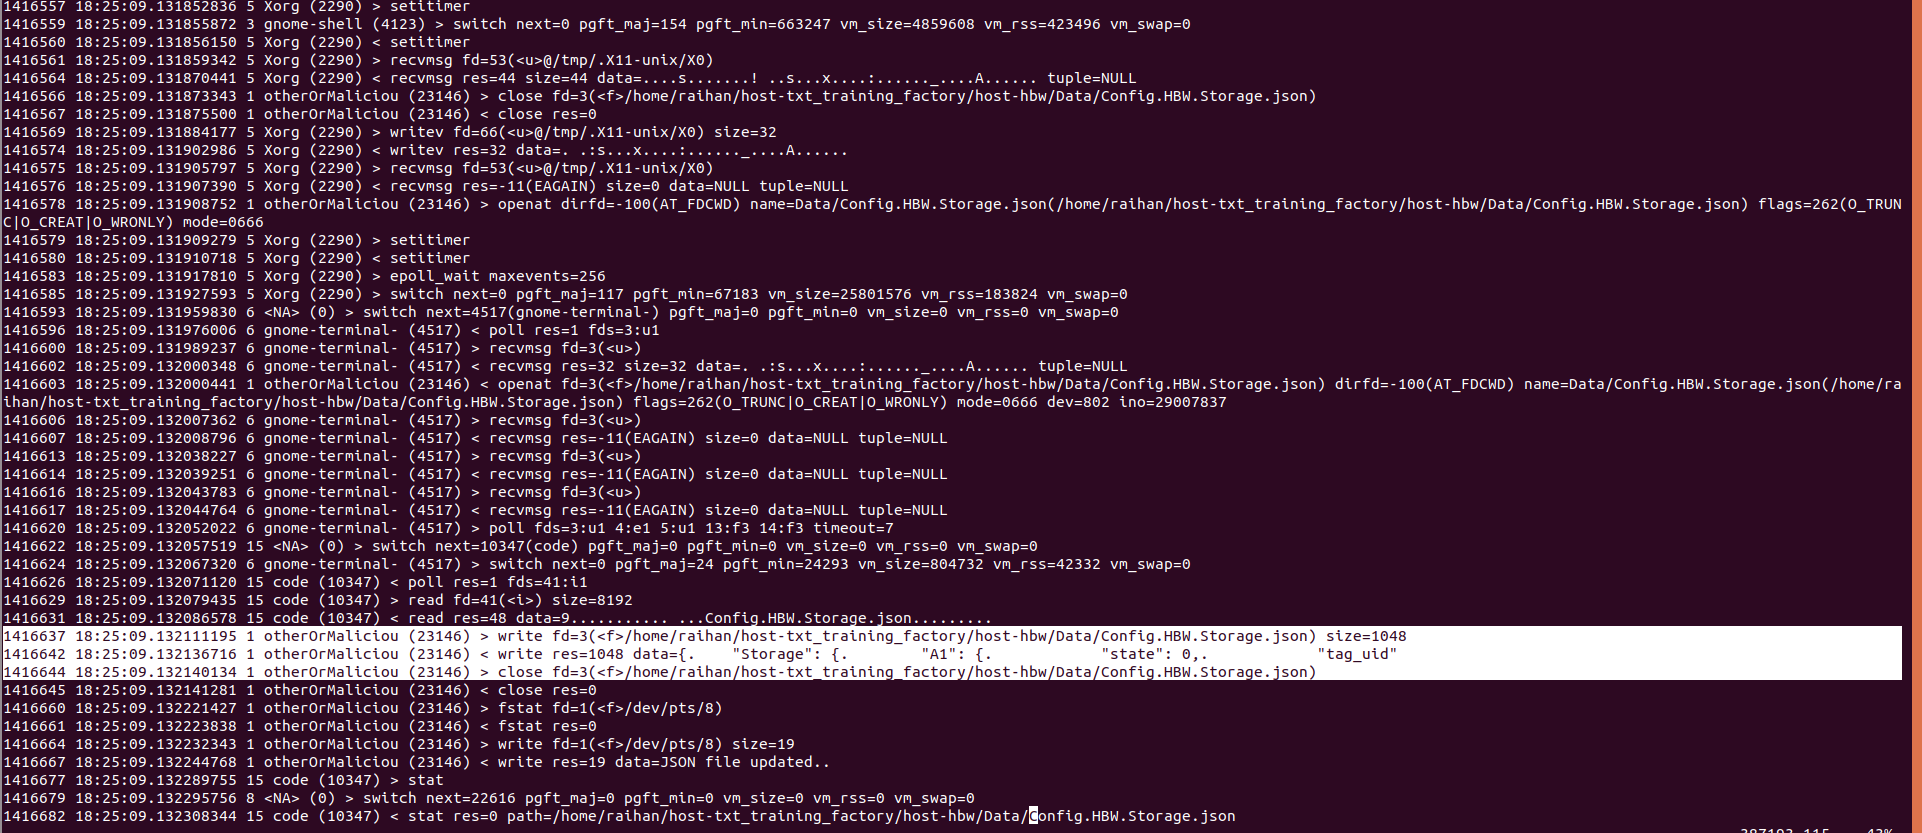 1416557 18:25:09.131852836 5 Xorg (2290) > setitimer
1416559 18:25:09.131855872 3 gnome-shell (4123) > switch next=0 pgft_maj=154 pgft_min=663247 vm_size=4859608 vm_rss=423496 vm_swap=0
1416560 18:25:09.131856150 5 Xorg (2290) < setitimer
1416561 18:25:09.131859342 5 Xorg (2290) > recvmsg fd=53(<u>@/tmp/.X11-unix/X0)
1416564 18:25:09.131870441 5 Xorg (2290) < recvmsg res=44 size=44 data=....s.......! ..s...x....:......_....A...... tuple=NULL
1416566 18:25:09.131873343 1 otherOrMaliciou (23146) > close fd=3(<f>/home/raihan/host-txt_training_factory/host-hbw/Data/Config.HBW.Storage.json)
1416567 18:25:09.131875500 1 otherOrMaliciou (23146) < close res=0
1416569 18:25:09.131884177 5 Xorg (2290) > writev fd=66(<u>@/tmp/.X11-unix/X0) size=32
1416574 18:25:09.131902986 5 Xorg (2290) < writev res=32 data=. .:s...x....:......_....A......
1416575 18:25:09.131905797 5 Xorg (2290) > recvmsg fd=53(<u>@/tmp/.X11-unix/X0)
1416576 18:25:09.131907390 5 Xorg (2290) < recvmsg res=-11(EAGAIN) size=0 data=NULL tuple=NULL
1416578 18:25:09.131908752 1 otherOrMaliciou (23146) > openat dirfd=-100(AT_FDCWD) name=Data/Config.HBW.Storage.json(/home/raihan/host-txt_training_factory/host-hbw/Data/Config.HBW.Storage.json) flags=262(O_TRUN
C|O_CREAT|O_WRONLY) mode=0666
1416579 18:25:09.131909279 5 Xorg (2290) > setitimer
1416580 18:25:09.131910718 5 Xorg (2290) < setitimer
1416583 18:25:09.131917810 5 Xorg (2290) > epoll_wait maxevents=256
1416585 18:25:09.131927593 5 Xorg (2290) > switch next=0 pgft_maj=117 pgft_min=67183 vm_size=25801576 vm_rss=183824 vm_swap=0
1416593 18:25:09.131959830 6 <NA> (0) > switch next=4517(gnome-terminal-) pgft_maj=0 pgft_min=0 vm_size=0 vm_rss=0 vm_swap=0
1416596 18:25:09.131976006 6 gnome-terminal- (4517) < poll res=1 fds=3:u1
1416600 18:25:09.131989237 6 gnome-terminal- (4517) > recvmsg fd=3(<u>)
1416602 18:25:09.132000348 6 gnome-terminal- (4517) < recvmsg res=32 size=32 data=. .:s...x....:......_....A...... tuple=NULL
1416603 18:25:09.132000441 1 otherOrMaliciou (23146) < openat fd=3(<f>/home/raihan/host-txt_training_factory/host-hbw/Data/Config.HBW.Storage.json) dirfd=-100(AT_FDCWD) name=Data/Config.HBW.Storage.json(/home/ra
ihan/host-txt_training_factory/host-hbw/Data/Config.HBW.Storage.json) flags=262(O_TRUNC|O_CREAT|O_WRONLY) mode=0666 dev=802 ino=29007837
1416606 18:25:09.132007362 6 gnome-terminal- (4517) > recvmsg fd=3(<u>)
1416607 18:25:09.132008796 6 gnome-terminal- (4517) < recvmsg res=-11(EAGAIN) size=0 data=NULL tuple=NULL
1416613 18:25:09.132038227 6 gnome-terminal- (4517) > recvmsg fd=3(<u>)
1416614 18:25:09.132039251 6 gnome-terminal- (4517) < recvmsg res=-11(EAGAIN) size=0 data=NULL tuple=NULL
1416616 18:25:09.132043783 6 gnome-terminal- (4517) > recvmsg fd=3(<u>)
1416617 18:25:09.132044764 6 gnome-terminal- (4517) < recvmsg res=-11(EAGAIN) size=0 data=NULL tuple=NULL
1416620 18:25:09.132052022 6 gnome-terminal- (4517) > poll fds=3:u1 4:e1 5:u1 13:f3 14:f3 timeout=7
1416622 18:25:09.132057519 15 <NA> (0) > switch next=10347(code) pgft_maj=0 pgft_min=0 vm_size=0 vm_rss=0 vm_swap=0
1416624 18:25:09.132067320 6 gnome-terminal- (4517) > switch next=0 pgft_maj=24 pgft_min=24293 vm_size=804732 vm_rss=42332 vm_swap=0
1416626 18:25:09.132071120 15 code (10347) < poll res=1 fds=41:i1
1416629 18:25:09.132079435 15 code (10347) > read fd=41(<i>) size=8192
1416631 18:25:09.132086578 15 code (10347) < read res=48 data=9........... ...Config.HBW.Storage.json.........
1416637 18:25:09.132111195 1 otherOrMaliciou (23146) > write fd=3(<f>/home/raihan/host-txt_training_factory/host-hbw/Data/Config.HBW.Storage.json) size=1048
1416642 18:25:09.132136716 1 otherOrMaliciou (23146) < write res=1048 data={.    "Storage": {.        "A1": {.            "state": 0,.            "tag_uid"
1416644 18:25:09.132140134 1 otherOrMaliciou (23146) > close fd=3(<f>/home/raihan/host-txt_training_factory/host-hbw/Data/Config.HBW.Storage.json)
1416645 18:25:09.132141281 1 otherOrMaliciou (23146) < close res=0
1416660 18:25:09.132221427 1 otherOrMaliciou (23146) > fstat fd=1(<f>/dev/pts/8)
1416661 18:25:09.132223838 1 otherOrMaliciou (23146) < fstat res=0
1416664 18:25:09.132232343 1 otherOrMaliciou (23146) > write fd=1(<f>/dev/pts/8) size=19
1416667 18:25:09.132244768 1 otherOrMaliciou (23146) < write res=19 data=JSON file updated..
1416677 18:25:09.132289755 15 code (10347) > stat
1416679 18:25:09.132295756 8 <NA> (0) > switch next=22616 pgft_maj=0 pgft_min=0 vm_size=0 vm_rss=0 vm_swap=0
1416682 18:25:09.132308344 15 code (10347) < stat res=0 path=/home/raihan/host-txt_training_factory/host-hbw/Data/Config.HBW.Storage.json